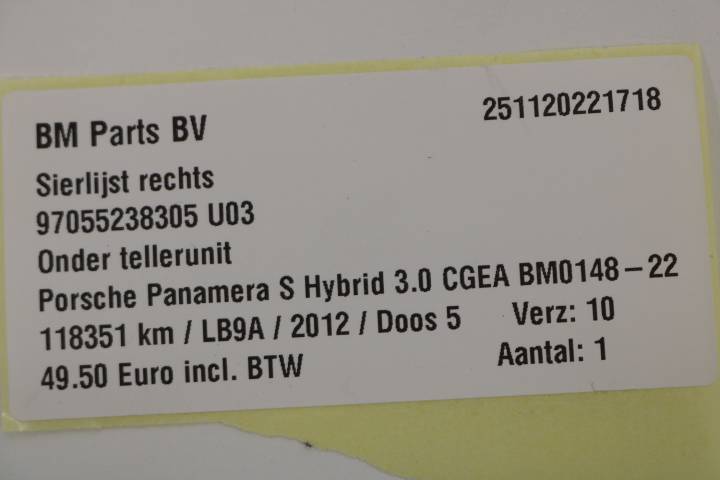 BM Parts BV 251120221718
Sierlijst rechts
97055238305 U03
Onder tellerunit
Porsche Panamera S Hybrid 3.0 CGEA BM0148-22
118351 km / LB9A / 2012 / Doos 5 Verz: 10
49.50 Euro incl. BTW Aantal: 1